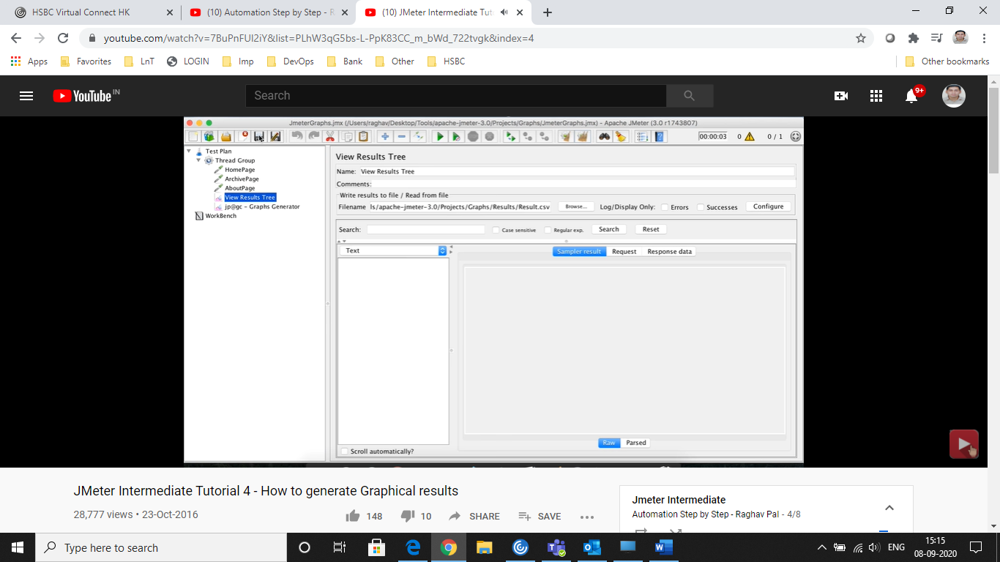 HSBC Virtual Connect HK
(10) Automation Step by Step - R
(10) JMeter Intermediate Tut
youtube.com/watch?v=7BuPnFUI2iY&list=PLhW3qG5bs-L-PpK83CC_m_bWd_722tvgk&index=4
Apps Favorites LnT LOGIN Imp DevOps Bank Other HSBC Other bookmarks
YouTube IN
Search
9+
JmeterGraphs.jmx (/Users/raghav/Desktop/Tools/apache-jmeter-3.0/Projects/Graphs/JmeterGraphs.jmx) - Apache JMeter (3.0 r1743807)
00:00:03 0 0 / 1
Test Plan
Thread Group
HomePage
ArchivePage
AboutPage
View Results Tree
jp@gc - Graphs Generator
WorkBench
View Results Tree
Name: View Results Tree
Comments:
Write results to file / Read from file
Filename ls/apache-jmeter-3.0/Projects/Graphs/Results/Result.csv Browse... Log/Display Only: Errors Successes Configure
Search: Case sensitive Regular exp. Search Reset
Text
Sampler result Request Response data
Raw Parsed
Scroll automatically?
JMeter Intermediate Tutorial 4 - How to generate Graphical results
28,777 views • 23-Oct-2016
148 10 SHARE SAVE
Jmeter Intermediate
Automation Step by Step - Raghav Pal - 4/8
Type here to search
ENG
15:15
08-09-2020